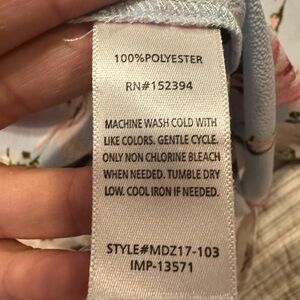 100%POLYESTER
RN#152394
MACHINE WASH COLD WITH
LIKE COLORS. GENTLE CYCLE.
ONLY NON CHLORINE BLEACH
WHEN NEEDED. TUMBLE DRY
LOW. COOL IRON IF NEEDED.
STYLE#MDZ17-103
IMP-13571